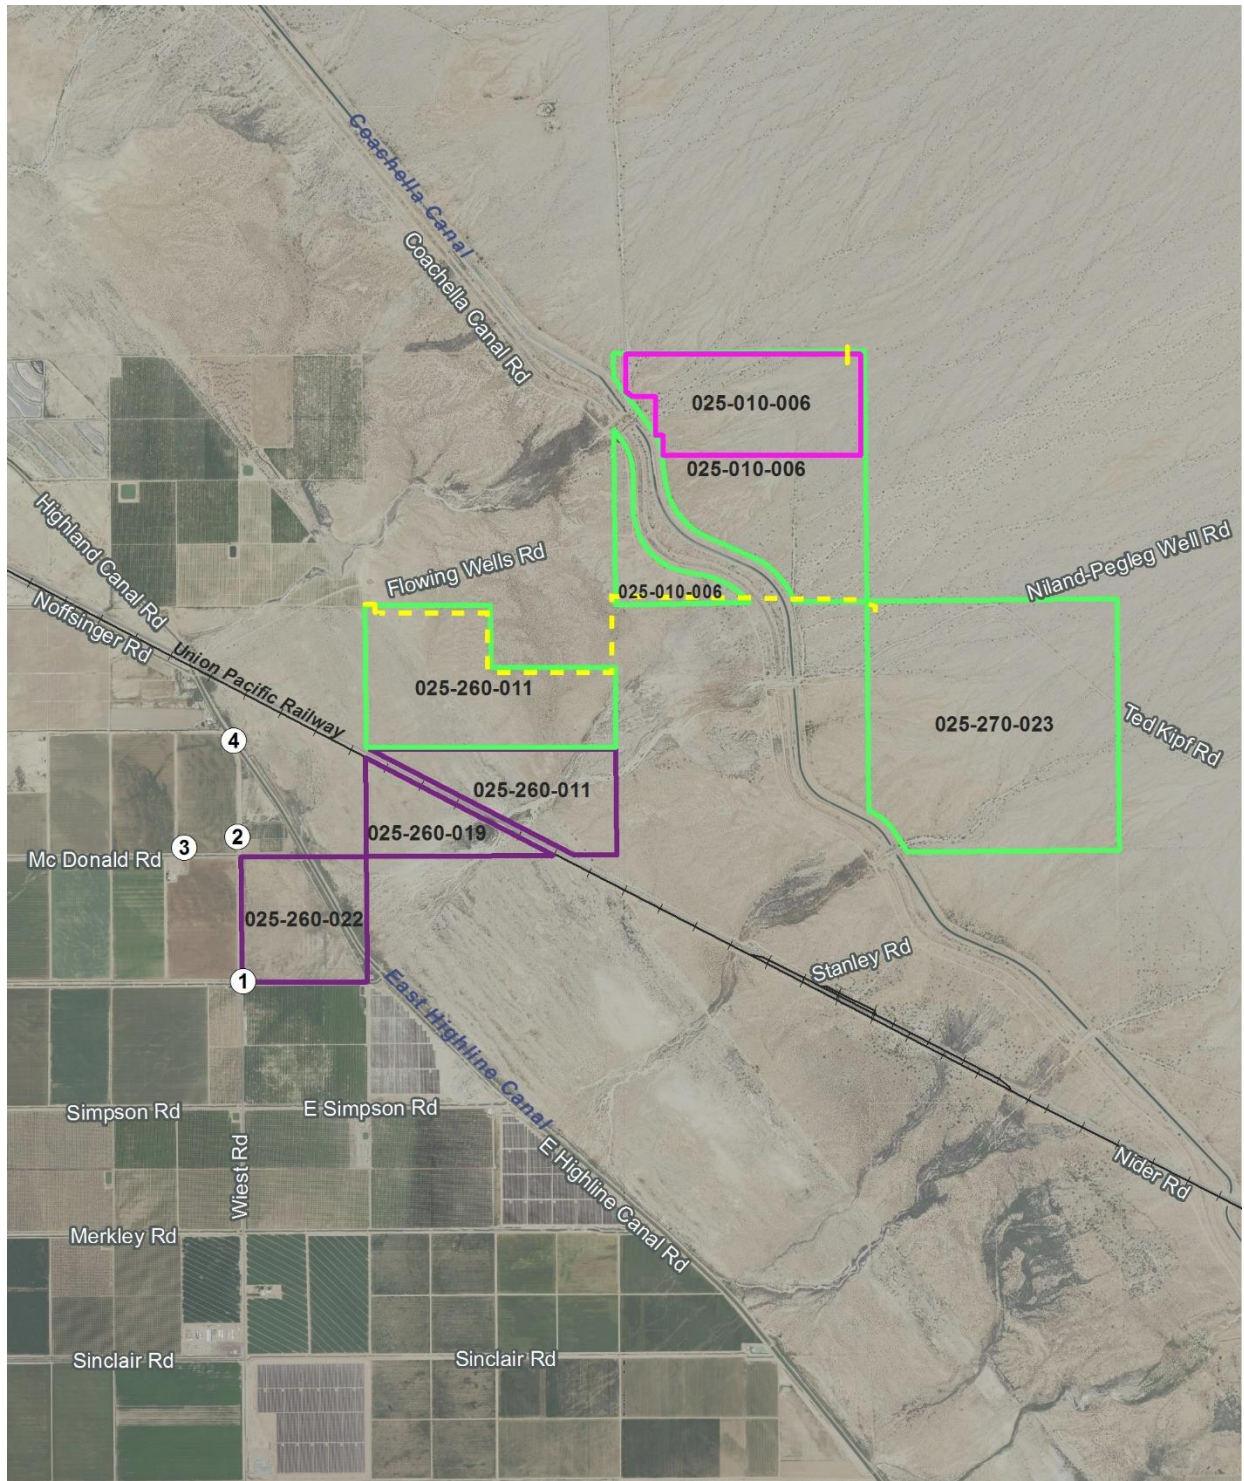 Coachella Canal
Coachella Canal Rd
025-010-006
025-010-006
Highland Canal Rd
Flowing Wells Rd
Niland-Pegleg Well Rd
025-010-006
Noffsinger Rd
Union Pacific Railway
025-260-011
025-270-023
Ted Kipf Rd
4
025-260-011
2
025-260-019
3
Mc Donald Rd
025-260-022
Stanley Rd
1
East Highline Canal
Simpson Rd
E Simpson Rd
E Highline Canal Rd
Wiest Rd
Nider Rd
Merkley Rd
Sinclair Rd
Sinclair Rd